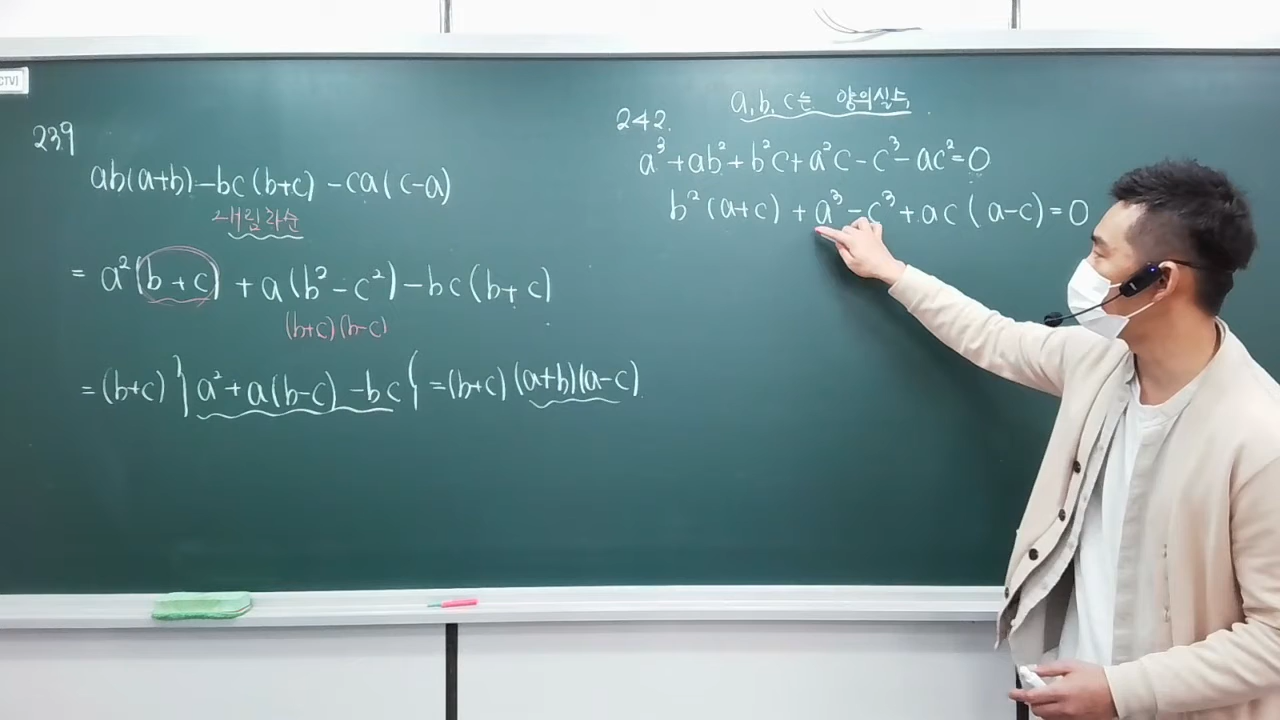 CTV)
239
ab(a+b)-bc(b+c)-ca(c-a)
내림차순
= a²(b+c) + a(b²-c²) - bc(b+c)
(b+c)(b-c)
= (b+c){a²+a(b-c)-bc} = (b+c)(a+b)(a-c)
242.
a, b, c는 양의실수,
a³+ab²+b²c+a²c-c³-ac²=0
b²(a+c)+a³-c³+ac(a-c)=0